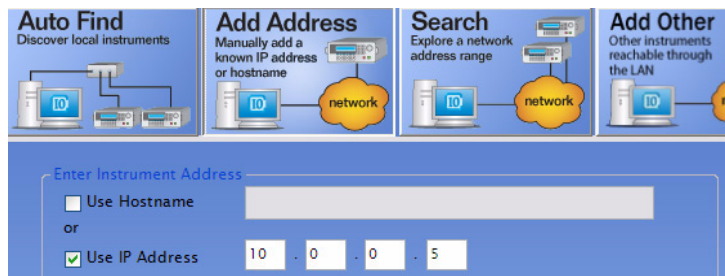 Auto Find
Discover local instruments
IO
Add Address
Manually add a
known IP address
or hostname
IO
network
Search
Explore a network
address range
IO
network
Add Other
Other instruments
reachable through
the LAN
IO
Enter Instrument Address
Use Hostname
or
Use IP Address 10 . 0 . 0 . 5